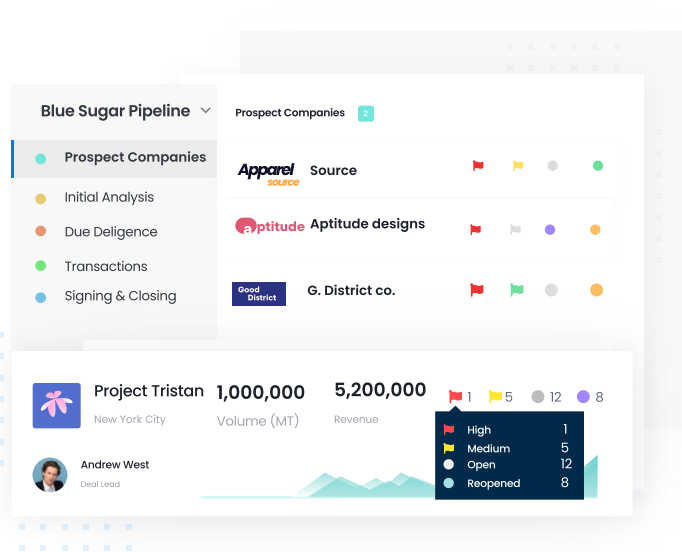 Blue Sugar Pipeline
Prospect Companies
Initial Analysis
Due Deligence
Transactions
Signing & Closing
Prospect Companies 2
Apparel
source
Source
aptitude
Aptitude designs
Good
District
G. District co.
Project Tristan
New York City
1,000,000
Volume (MT)
5,200,000
Revenue
1 5 12 8
Andrew West
Deal Lead
High 1
Medium 5
Open 12
Reopened 8